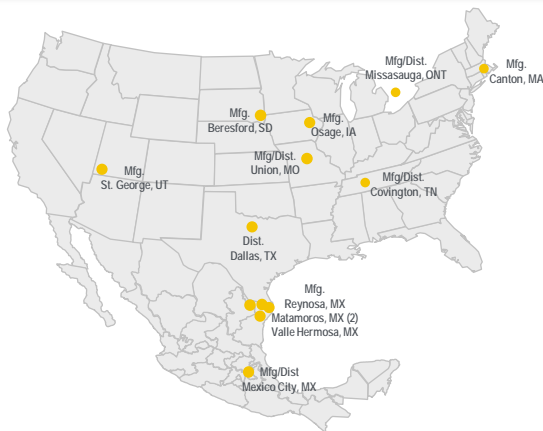 Mfg/Dist.
Missasauga, ONT
Mfg.
Canton, MA
Mfg.
Beresford, SD
Mfg.
Osage, IA
Mfg/Dist.
Union, MO
Mfg.
St. George, UT
Mfg/Dist.
Covington, TN
Dist.
Dallas, TX
Mfg.
Reynosa, MX
Matamoros, MX (2)
Valle Hermosa, MX
Mfg/Dist
Mexico City, MX